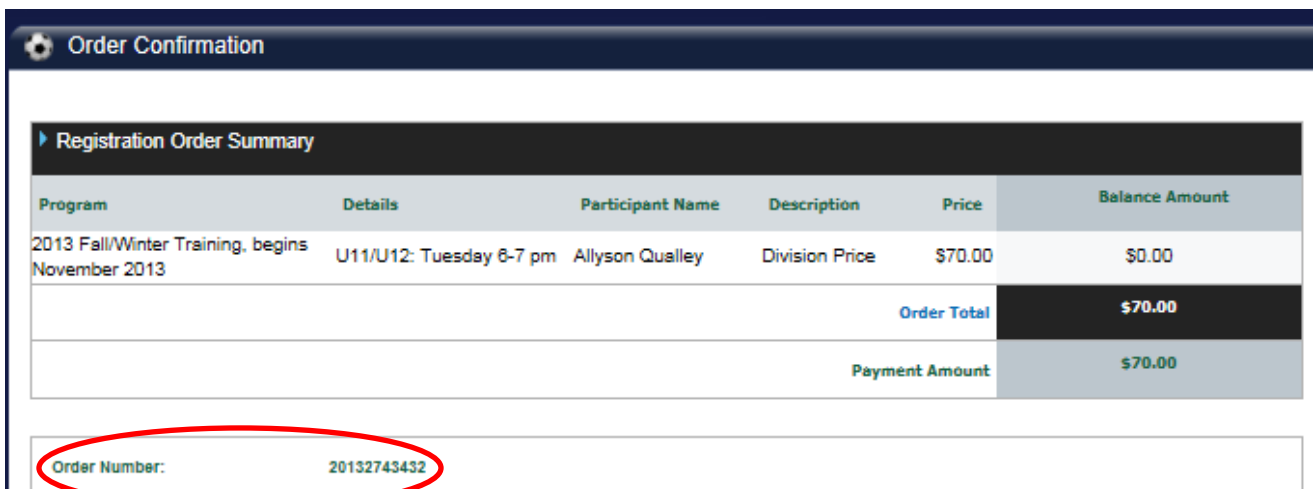 Order Confirmation
Registration Order Summary
Program Details Participant Name Description Price Balance Amount
2013 Fall/Winter Training, begins November 2013 U11/U12: Tuesday 6-7 pm Allyson Qualley Division Price $70.00 $0.00
Order Total $70.00
Payment Amount $70.00
Order Number: 20132743432